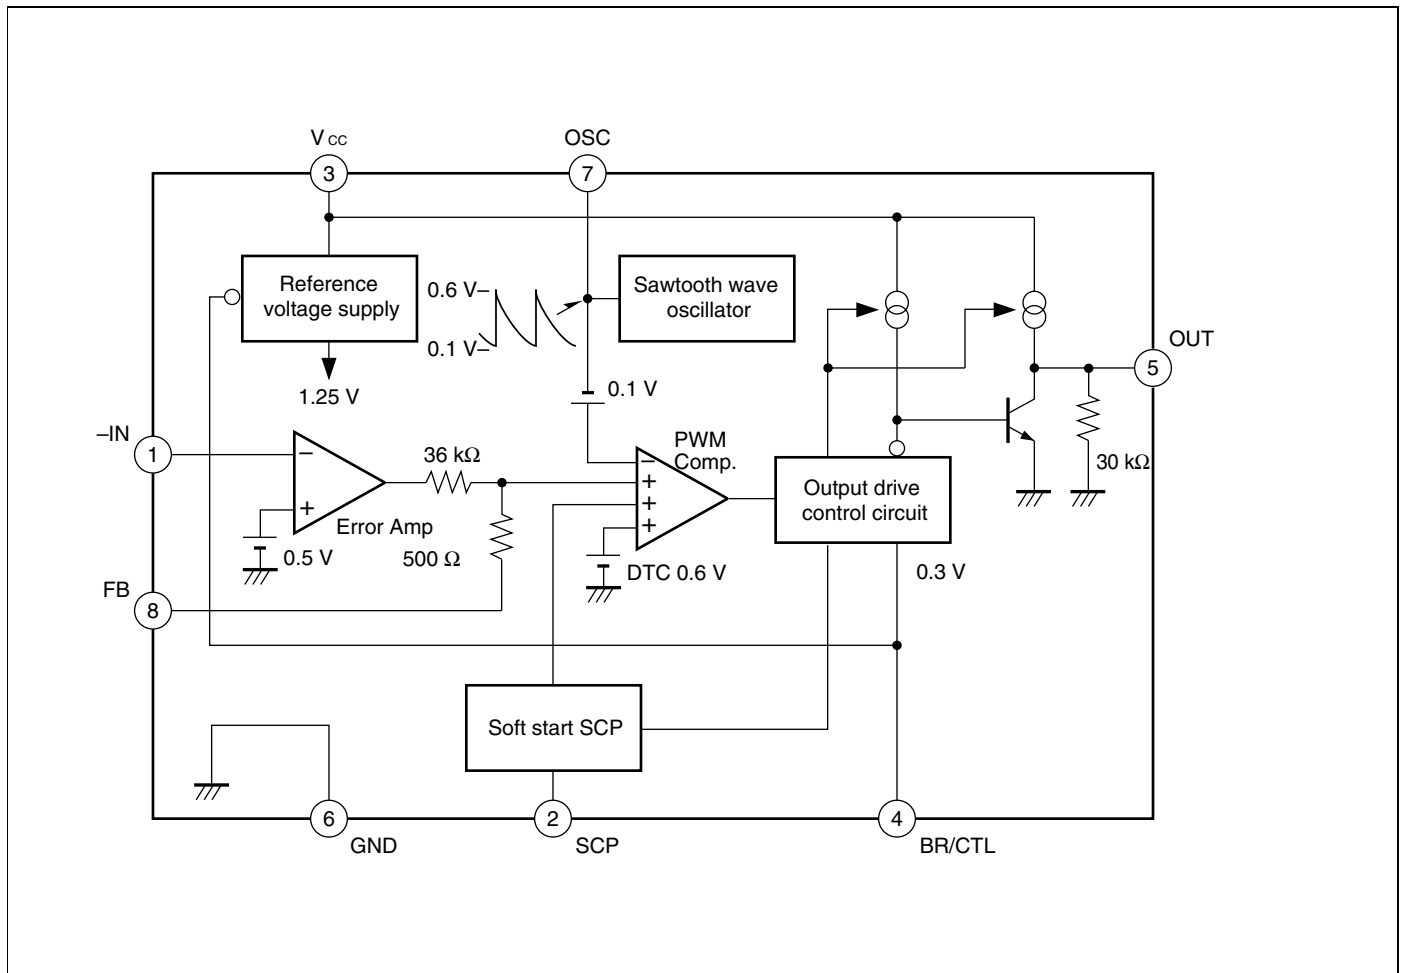 VCC
OSC
3
7
Reference
voltage supply
0.6 V–
0.1 V–
Sawtooth wave
oscillator
1.25 V
0.1 V
OUT
5
–IN
1
–
+
36 kΩ
Error Amp
0.5 V
500 Ω
PWM
Comp.
–
+
+
+
DTC 0.6 V
Output drive
control circuit
30 kΩ
0.3 V
FB
8
Soft start SCP
6
GND
2
SCP
4
BR/CTL